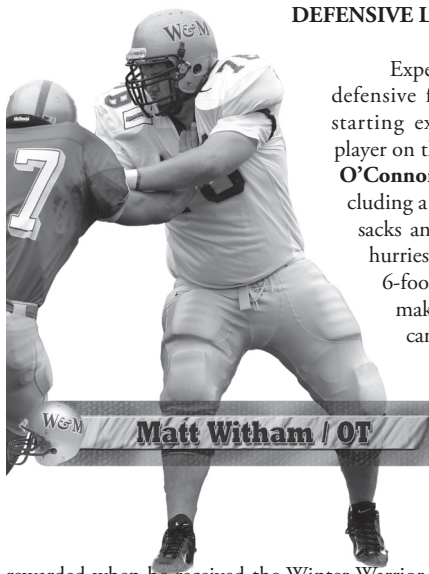 DEFENSIVE L
Expe
defensive f
starting ex
player on t
O'Conno
cluding a
sacks an
hurries
6-foo
mak
car
W&M
7
W&M
Matt Witham / OT
rewarded when he received the Winter Warrior